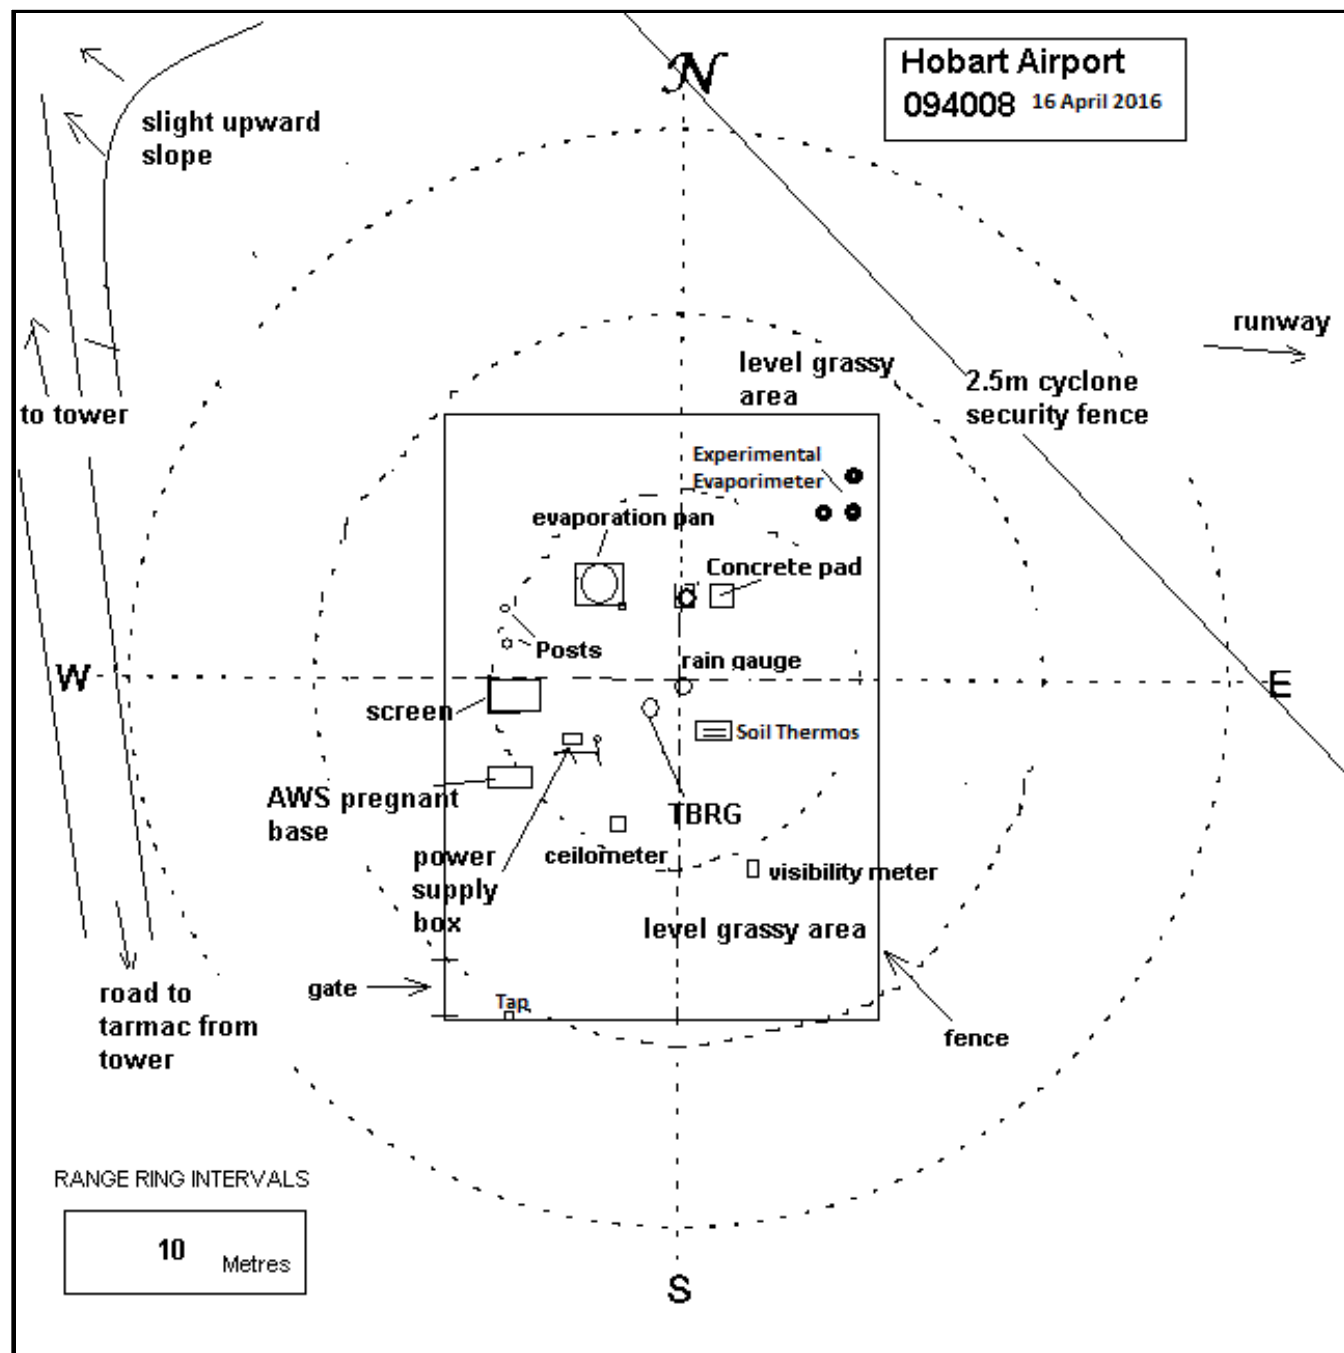 N
Hobart Airport
094008 16 April 2016
slight upward
slope
runway
level grassy
area
2.5m cyclone
security fence
to tower
Experimental
Evaporimeter
evaporation pan
Concrete pad
Posts
rain gauge
W
E
screen
Soil Thermos
AWS pregnant
base
TBRG
power
supply
box
ceilometer
visibility meter
level grassy area
gate
Tap
road to
tarmac from
tower
fence
RANGE RING INTERVALS
10 Metres
S